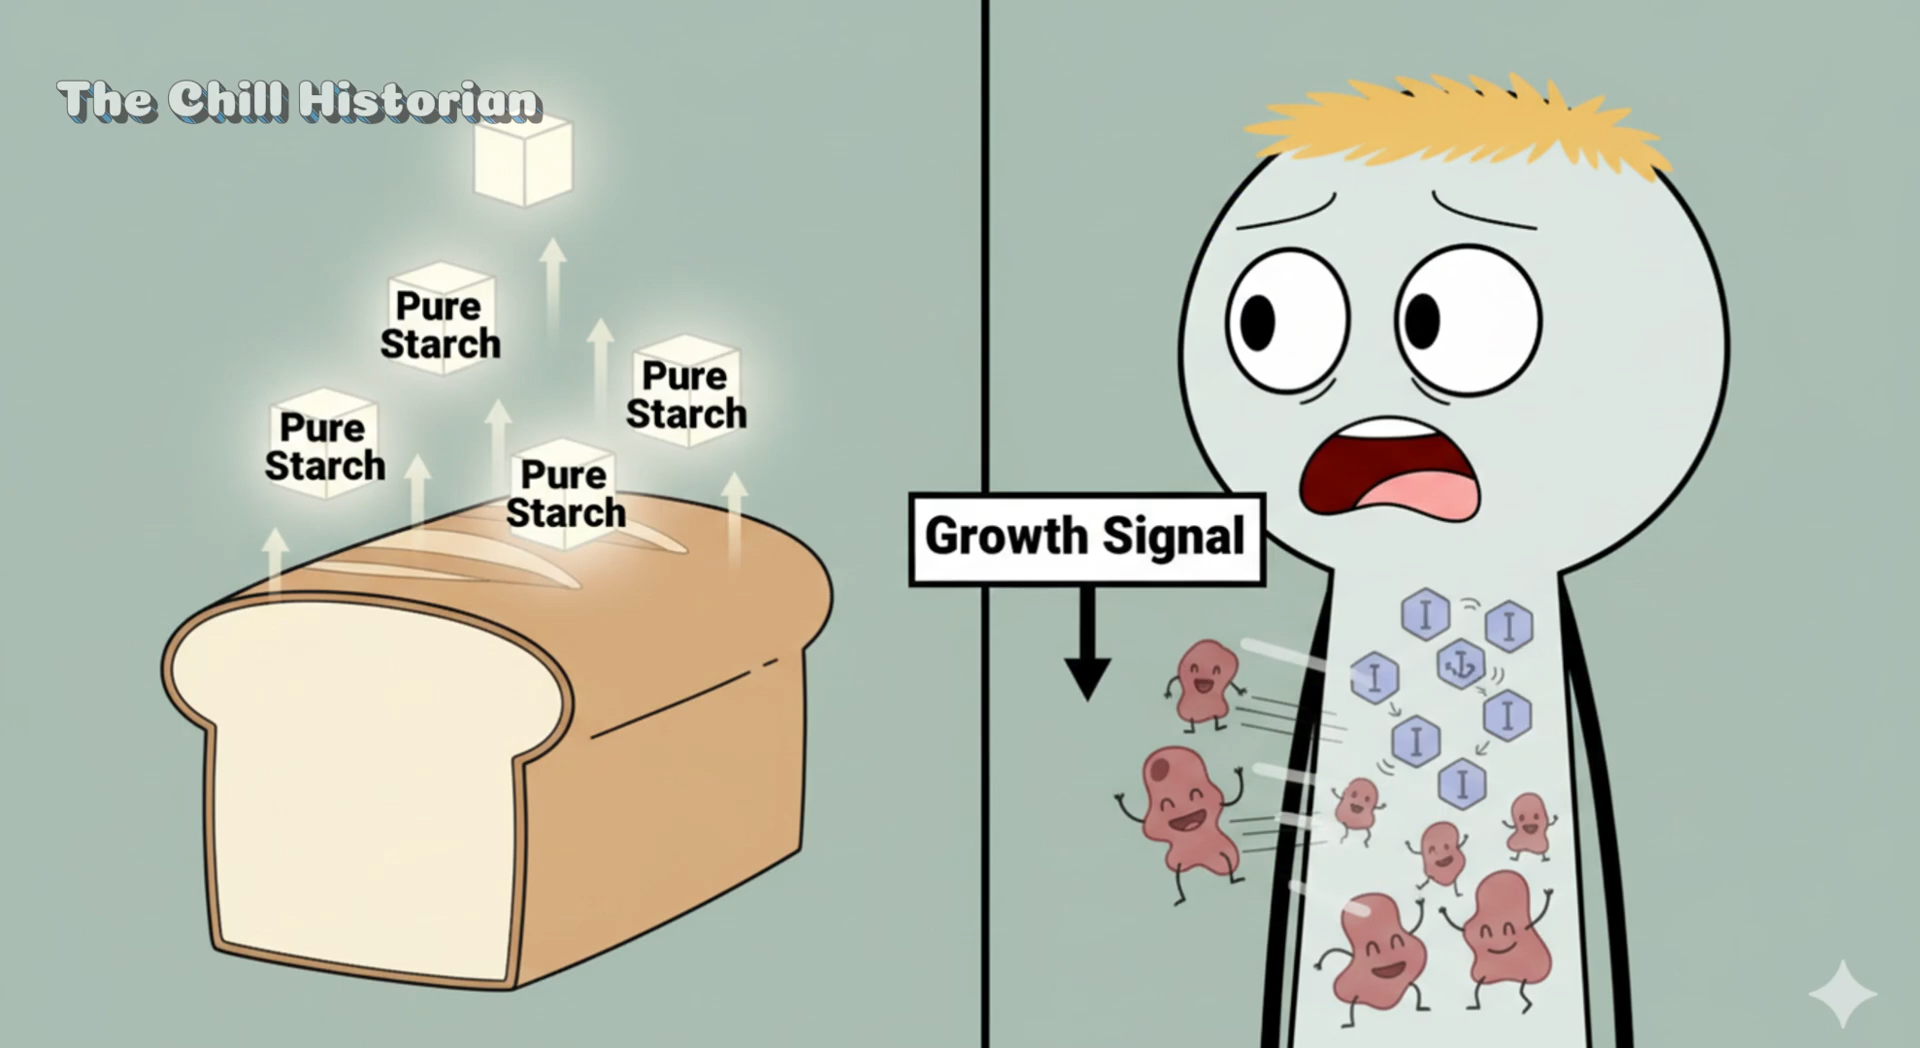 The Chill Historian
Pure
Starch
Pure
Starch
Pure
Starch
Pure
Starch
Growth Signal
I
I
I
I
I
I